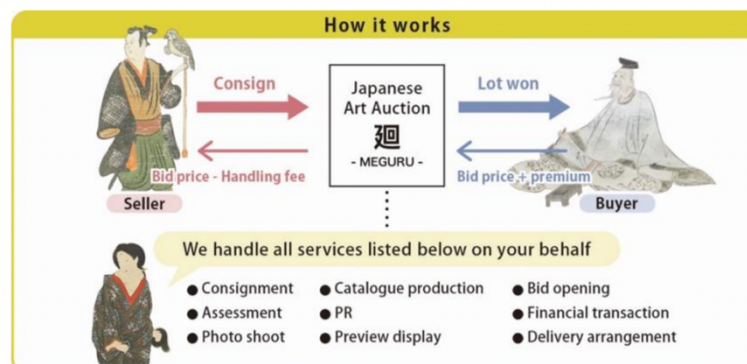 How it works
Consign
Japanese
Art Auction
廻
- MEGURU -
Lot won
Bid price - Handling fee
Bid price + premium
Seller
Buyer
We handle all services listed below on your behalf
● Consignment
● Catalogue production
● Bid opening
● Assessment
● PR
● Financial transaction
● Photo shoot
● Preview display
● Delivery arrangement